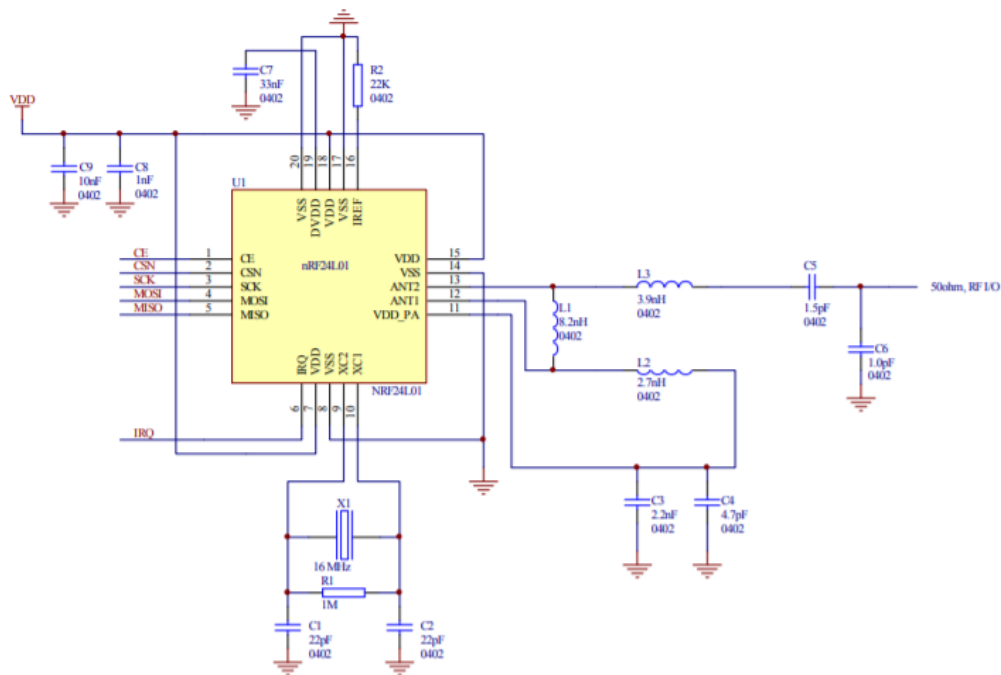 C7
33nF
0402
R2
22K
0402
VDD
C9
10nF
0402
C8
1nF
0402
20
19
18
17
16
U1
VSS
DVDD
VDD
VSS
IREF
nRF24L01
CE
1
CE
CSN
2
CSN
SCK
3
SCK
MOSI
4
MOSI
MISO
5
MISO
VDD
15
VSS
14
ANT2
13
ANT1
12
VDD_PA
11
IRQ
VDD
VSS
XC2
XC1
NRF24L01
6
7
8
9
10
IRQ
L3
3.9nH
0402
C5
1.5pF
0402
50ohm, RF I/O
L1
8.2nH
0402
C6
1.0pF
0402
L2
2.7nH
0402
C3
2.2nF
0402
C4
4.7pF
0402
X1
16 MHz
R1
1M
C1
22pF
0402
C2
22pF
0402